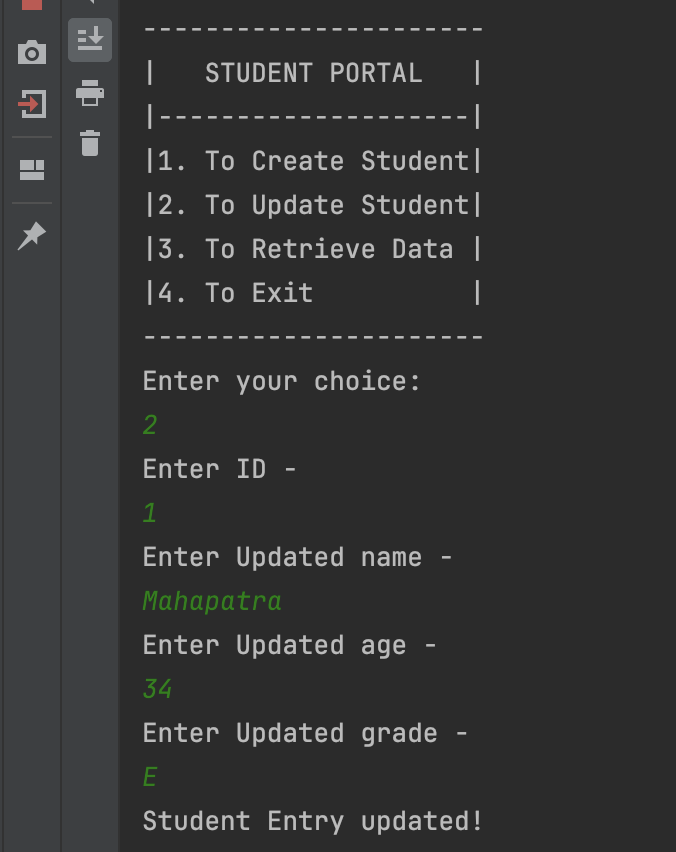 ----------------------
|   STUDENT PORTAL   |
|--------------------|
|1. To Create Student|
|2. To Update Student|
|3. To Retrieve Data |
|4. To Exit          |
----------------------
Enter your choice:
2
Enter ID -
1
Enter Updated name -
Mahapatra
Enter Updated age -
34
Enter Updated grade -
E
Student Entry updated!